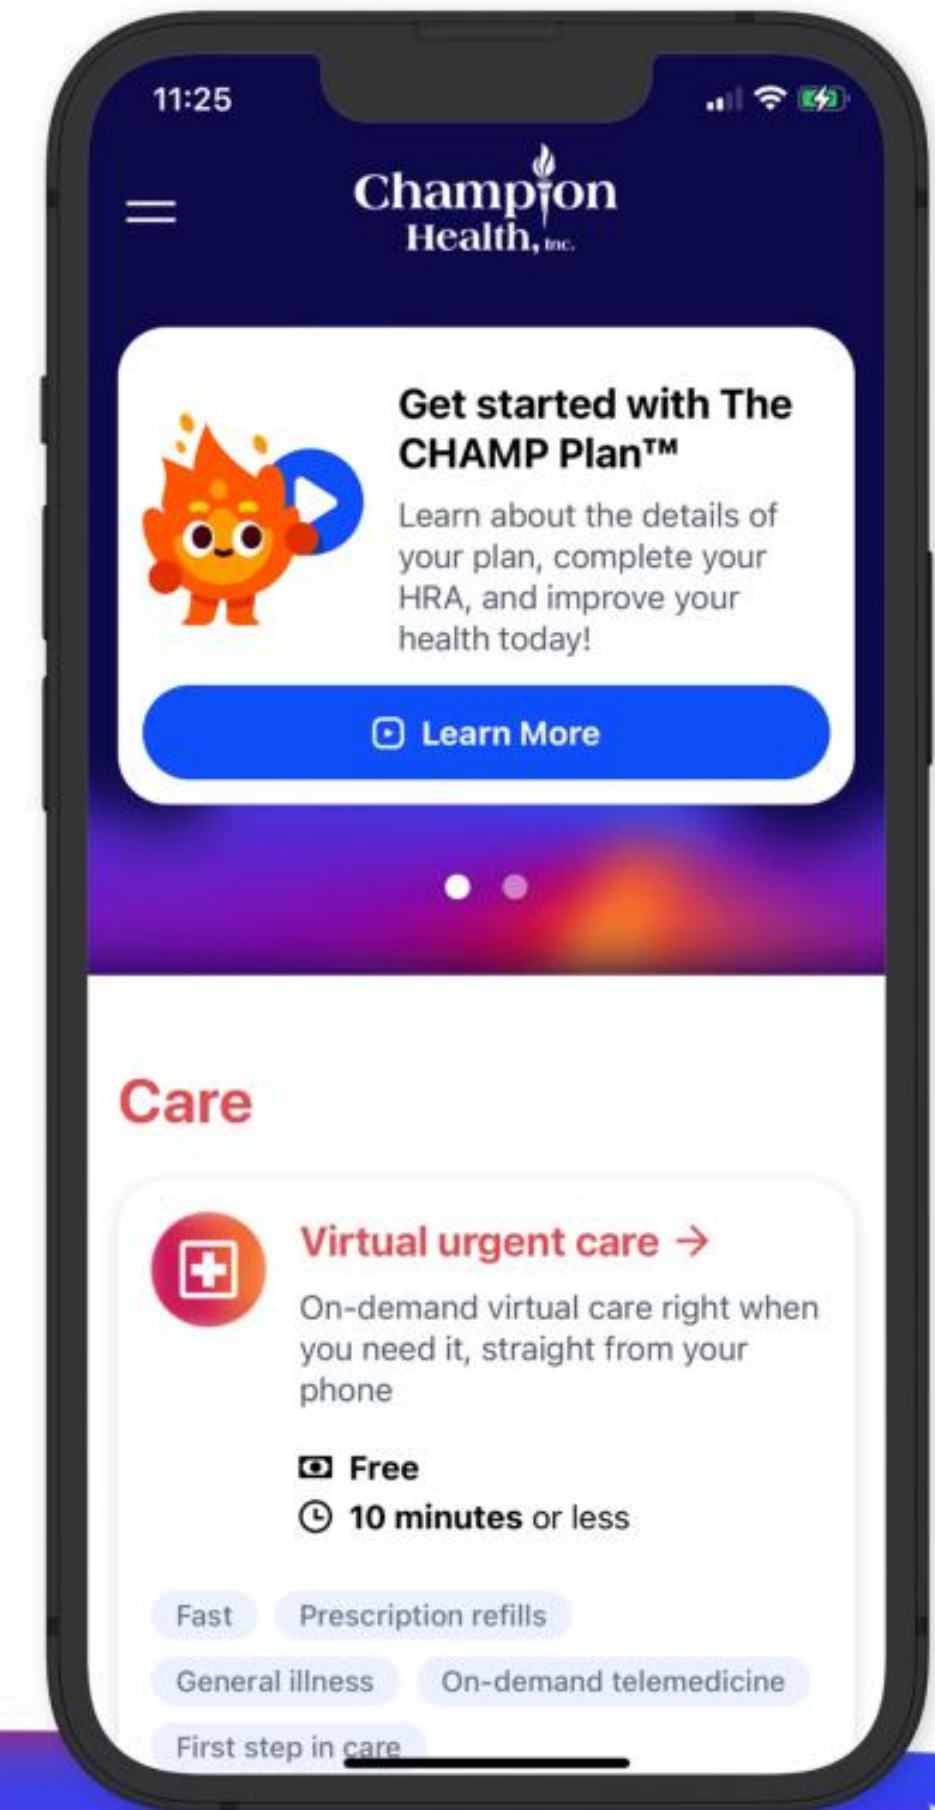 11:25
Champion
Health, Inc.
Get started with The
CHAMP Plan™
Learn about the details of
your plan, complete your
HRA, and improve your
health today!
Learn More
Care
Virtual urgent care →
On-demand virtual care right when
you need it, straight from your
phone
Free
10 minutes or less
Fast Prescription refills
General illness On-demand telemedicine
First step in care